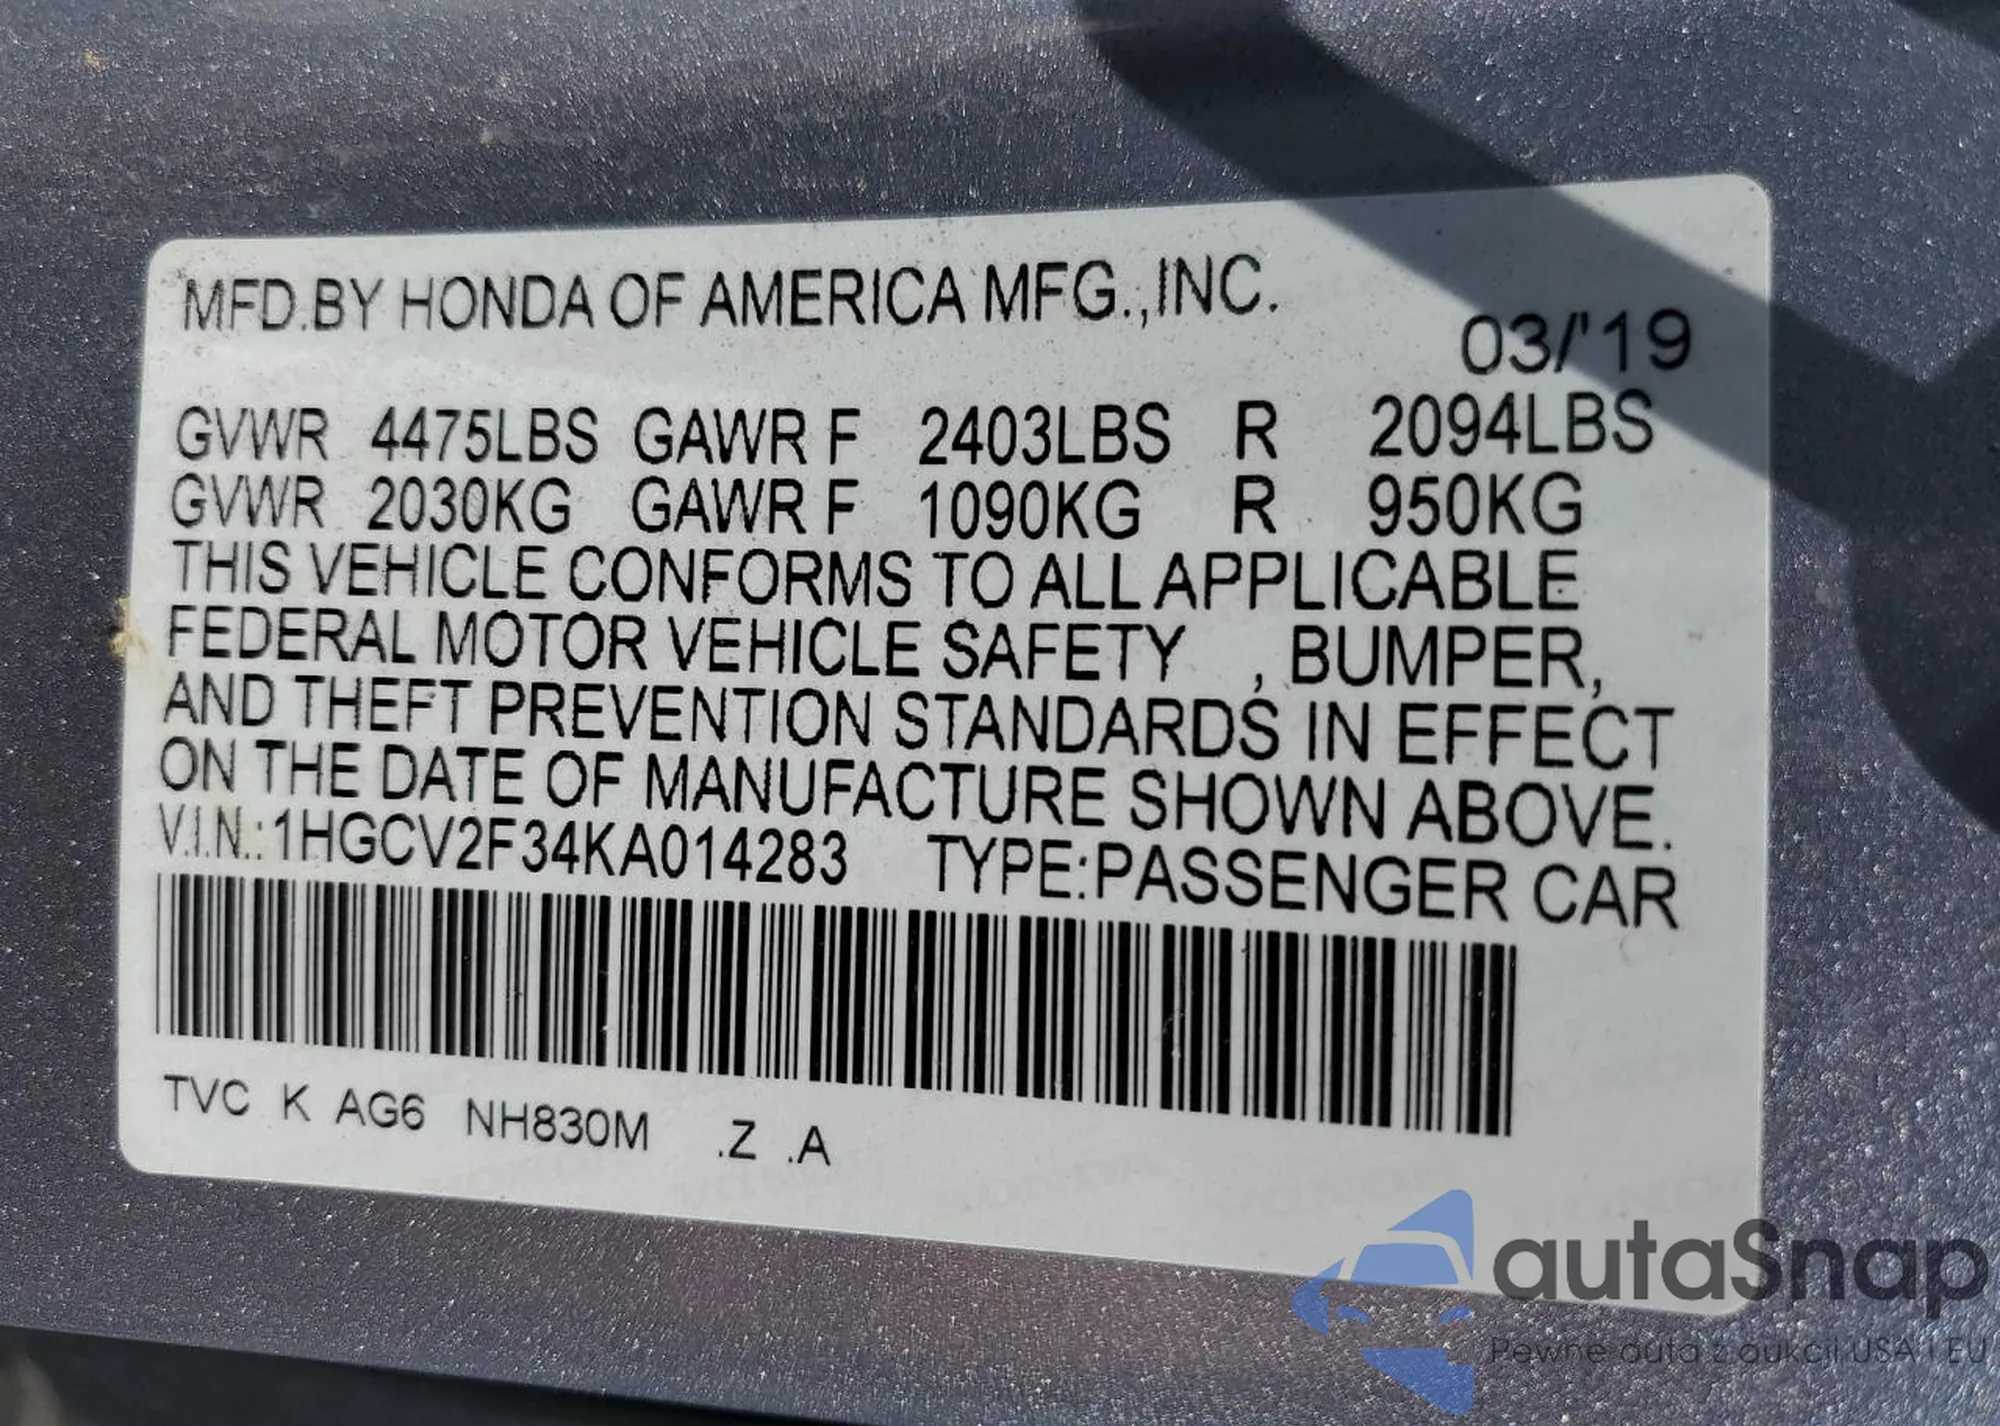 MFD.BY HONDA OF AMERICA MFG.,INC.
03/'19
GVWR 4475LBS GAWR F 2403LBS R 2094LBS
GVWR 2030KG GAWR F 1090KG R 950KG
THIS VEHICLE CONFORMS TO ALL APPLICABLE
FEDERAL MOTOR VEHICLE SAFETY , BUMPER,
AND THEFT PREVENTION STANDARDS IN EFFECT
ON THE DATE OF MANUFACTURE SHOWN ABOVE.
V.I.N.:1HGCV2F34KA014283 TYPE:PASSENGER CAR
TVC K AG6 NH830M .Z .A
autaSnap
Pewne auta z aukcji USA i EU